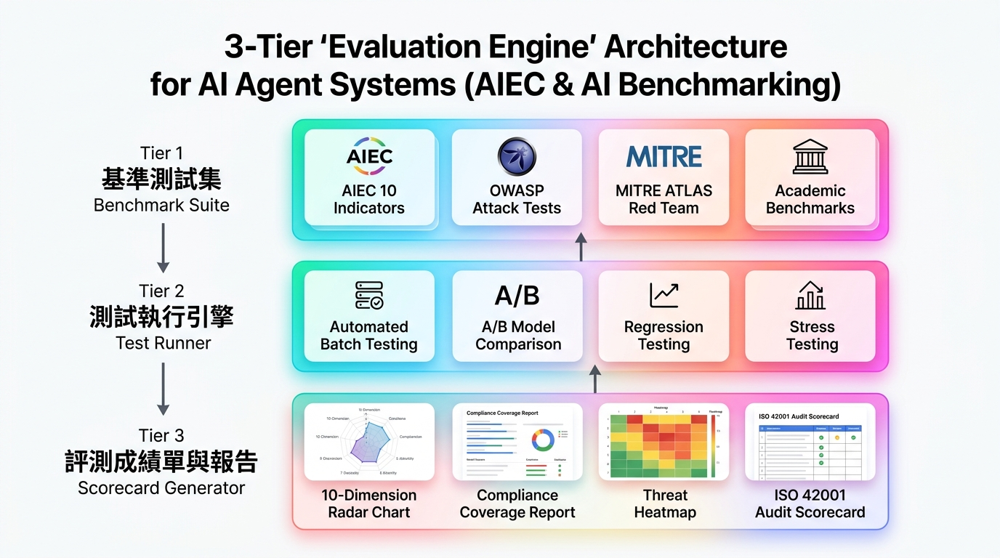 3-Tier ‘Evaluation Engine’ Architecture
for AI Agent Systems (AIEC & AI Benchmarking)
Tier 1
基準測試集
Benchmark Suite
AIEC
AIEC 10
Indicators
OWASP
Attack Tests
MITRE
MITRE ATLAS
Red Team
Academic
Benchmarks
Tier 2
測試執行引擎
Test Runner
Automated
Batch Testing
A/B
A/B Model
Comparison
Regression
Testing
Stress
Testing
Tier 3
評測成績單與報告
Scorecard Generator
10-Dimension
10-Dimension
Radar Chart
Compliance Coverage Report
Compliance
Coverage Report
Threat
Heatmap
ISO 42001 Audit Scorecard
ISO 42001
Audit Scorecard